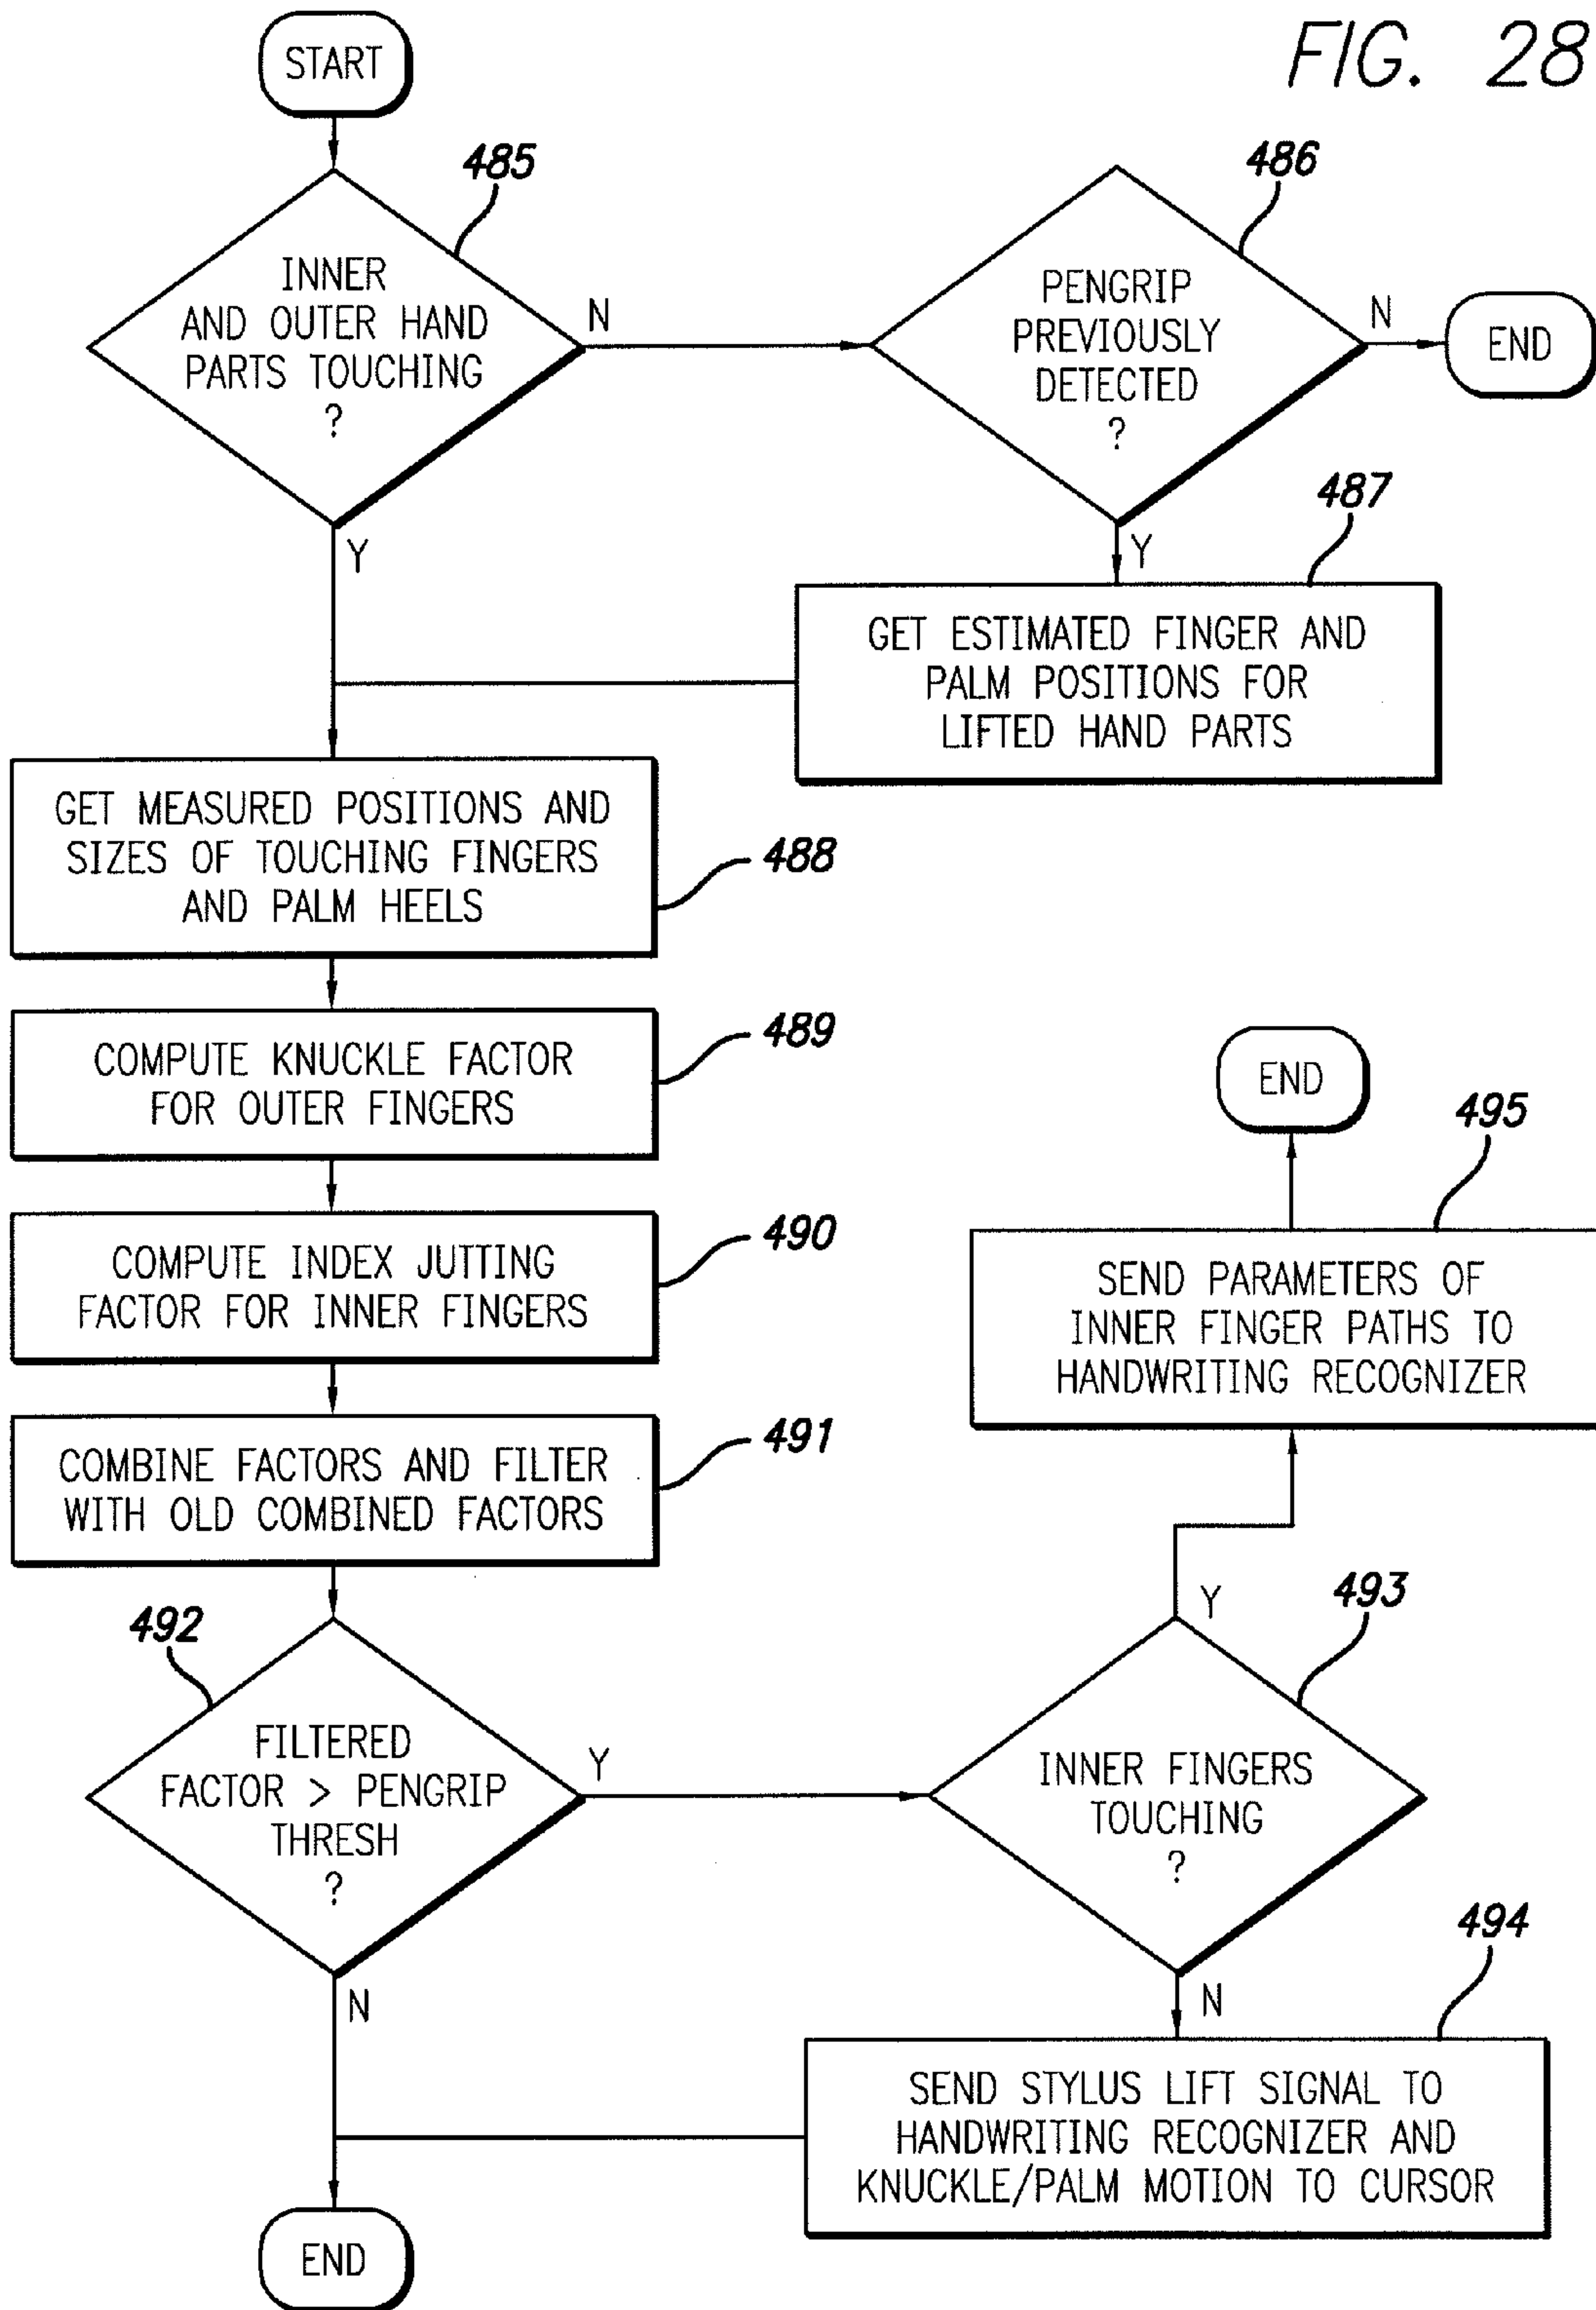 FIG. 28
START
485
INNER
AND OUTER HAND
PARTS TOUCHING
?
N
Y
486
PENGRIP
PREVIOUSLY
DETECTED
?
N
END
Y
487
GET ESTIMATED FINGER AND
PALM POSITIONS FOR
LIFTED HAND PARTS
GET MEASURED POSITIONS AND
SIZES OF TOUCHING FINGERS
AND PALM HEELS
488
COMPUTE KNUCKLE FACTOR
FOR OUTER FINGERS
489
COMPUTE INDEX JUTTING
FACTOR FOR INNER FINGERS
490
COMBINE FACTORS AND FILTER
WITH OLD COMBINED FACTORS
491
492
FILTERED
FACTOR > PENGRIP
THRESH
?
Y
N
END
495
SEND PARAMETERS OF
INNER FINGER PATHS TO
HANDWRITING RECOGNIZER
Y
493
INNER FINGERS
TOUCHING
?
N
494
SEND STYLUS LIFT SIGNAL TO
HANDWRITING RECOGNIZER AND
KNUCKLE/PALM MOTION TO CURSOR
END